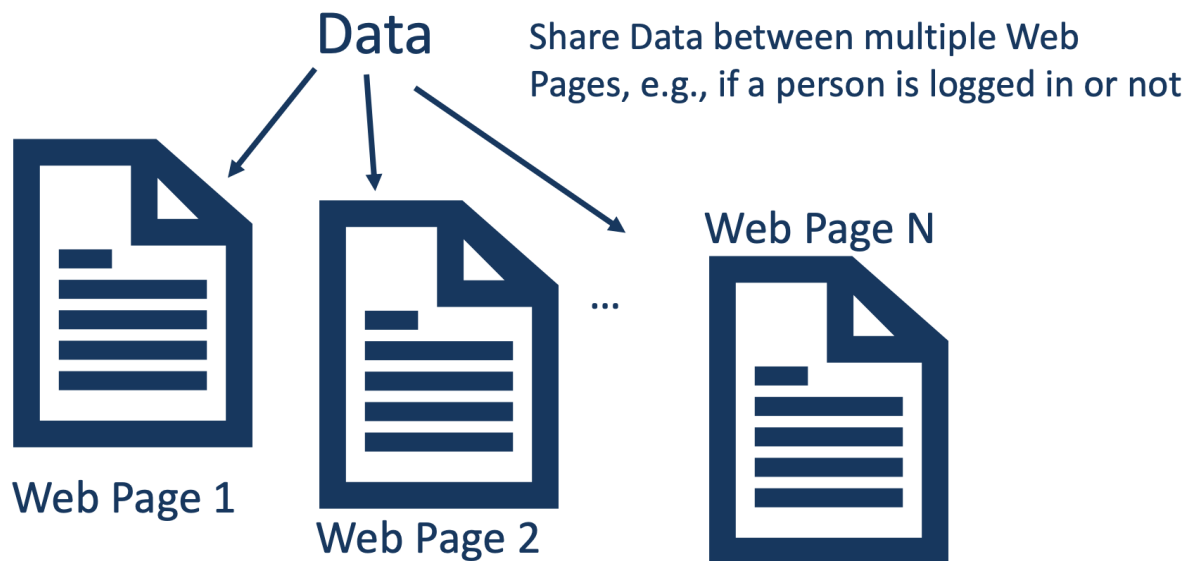 Data
Share Data between multiple Web
Pages, e.g., if a person is logged in or not
Web Page 1
Web Page 2
...
Web Page N